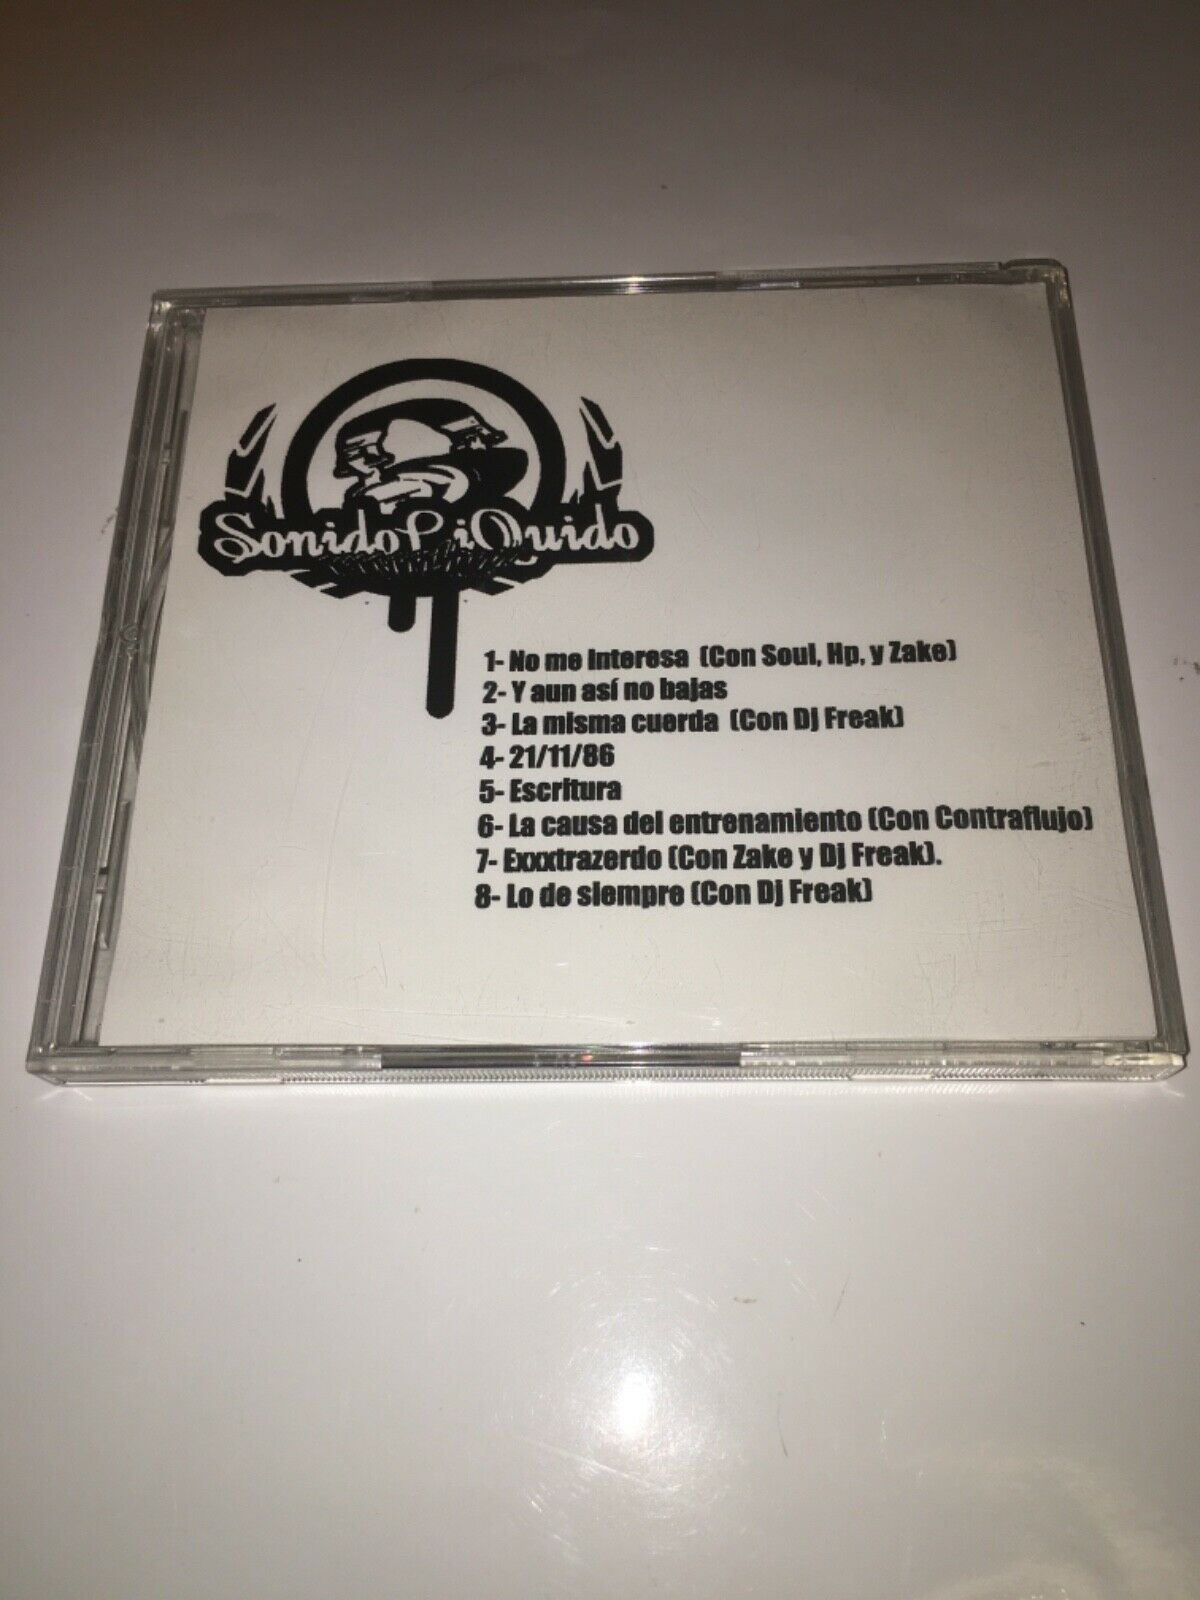 Sonido LiQuido
1- No me interesa (Con Soul, Hp, y Zake)
2- Y aun así no bajas
3- La misma cuerda (Con Dj Freak)
4- 21/11/86
5- Escritura
6- La causa del entrenamiento (Con Contraflujo)
7- Exxxtrazerdo (Con Zake y Dj Freak).
8- Lo de siempre (Con Dj Freak)